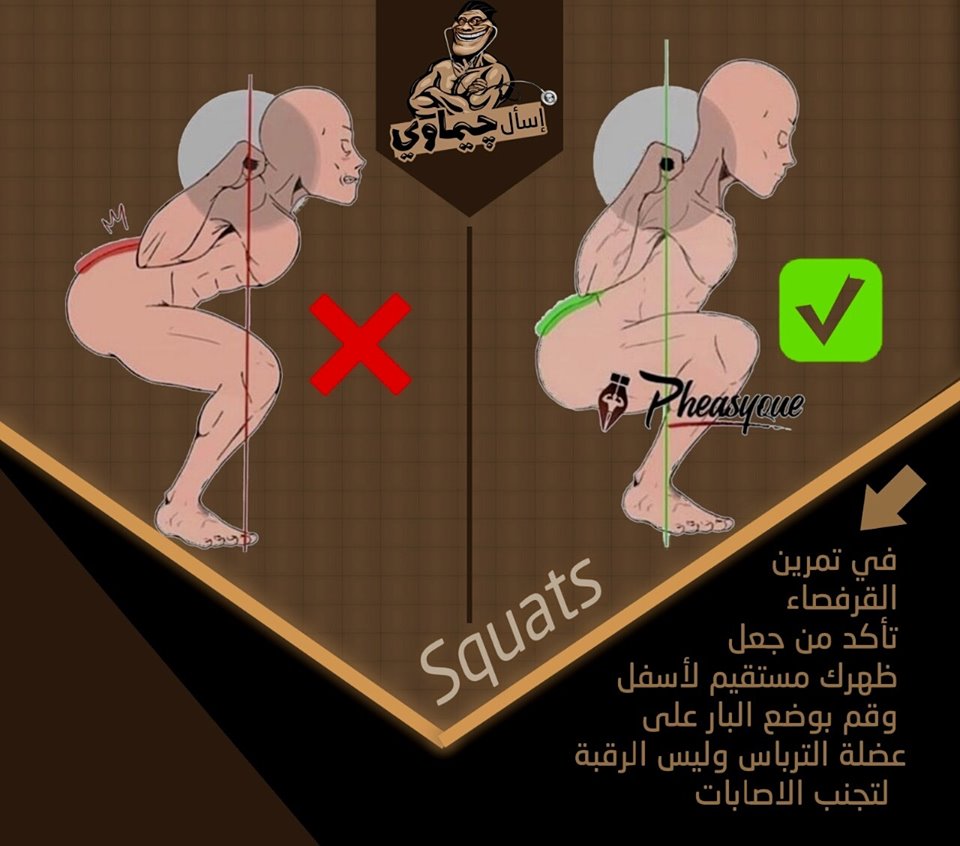 إسأل چيماوي
Pheasyque
Squats
في تمرين
القرفصاء
تأكد من جعل
ظهرك مستقيم لأسفل
وقم بوضع البار على
عضلة الترباس وليس الرقبة
لتجنب الاصابات